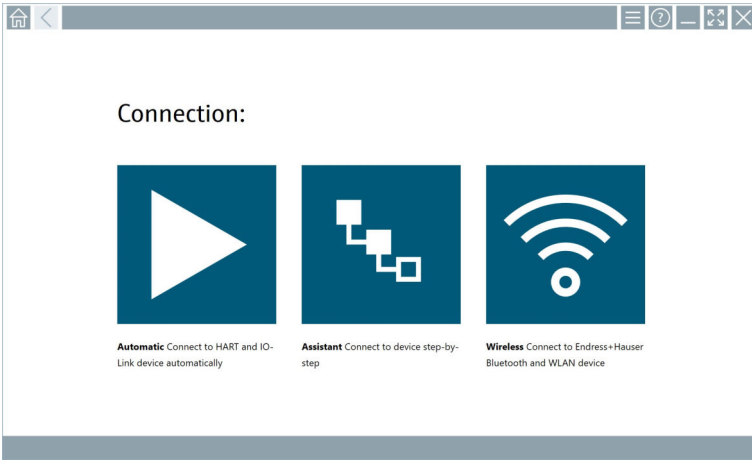 Connection:
Automatic Connect to HART and IO-
Link device automatically
Assistant Connect to device step-by-
step
Wireless Connect to Endress+Hauser
Bluetooth and WLAN device